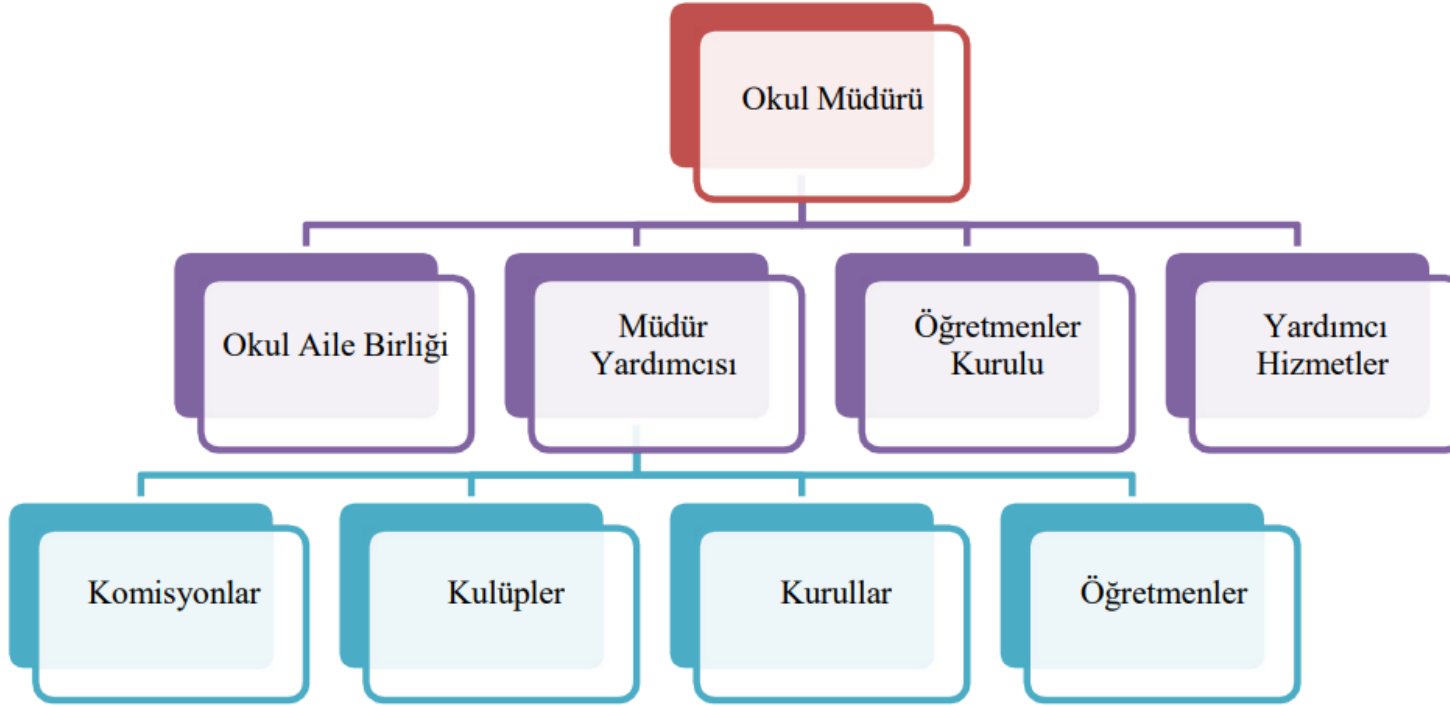 Okul Müdürü
Okul Aile Birliği
Müdür
Yardımcısı
Öğretmenler
Kurulu
Yardımcı
Hizmetler
Komisyonlar
Kulüpler
Kurullar
Öğretmenler